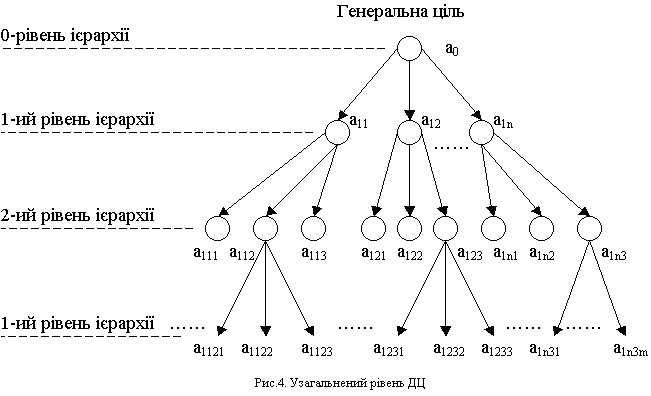 Генеральна ціль
0-рівень ієрархії
a0
1-ий рівень ієрархії
a11 a12 a1n
........
2-ий рівень ієрархії
a111 a112 a113 a121 a122 a123 a1n1 a1n2 a1n3
1-ий рівень ієрархії ........ ........ ........ ........
a1121 a1122 a1123 a1231 a1232 a1233 a1n31 a1n3m
Рис.4. Узагальнений рівень ДЦ